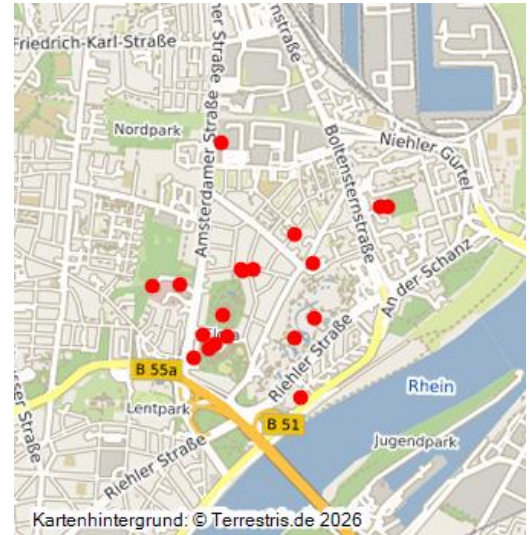 Friedrich-Karl-Straße
Nordpark
Amsterdamer Straße
Boltensternstraße
Niehler Gürtel
An der Schanz
Riehler Straße
B 55a
Lentpark
B 51
Rhein
Jugendpark
Riehler Straße
Kartenhintergrund: © Terrestris.de 2026